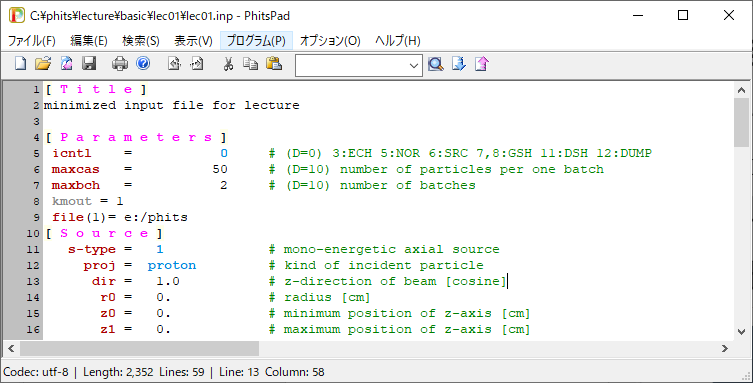 C:¥phits¥lecture¥basic¥lec01¥lec01.inp - PhitsPad
ファイル(F) 編集(E) 検索(S) 表示(V) プログラム(P) オプション(O) ヘルプ(H)
1 [ T i t l e ]
2 minimized input file for lecture
3
4 [ P a r a m e t e r s ]
5 icntl = 0 # (D=0) 3:ECH 5:NOR 6:SRC 7,8:GSH 11:DSH 12:DUMP
6 maxcas = 50 # (D=10) number of particles per one batch
7 maxbch = 2 # (D=10) number of batches
8 kmout = 1
9 file(1)= e:/phits
10 [ S o u r c e ]
11 s-type = 1 # mono-energetic axial source
12 proj = proton # kind of incident particle
13 dir = 1.0 # z-direction of beam [cosine]
14 r0 = 0. # radius [cm]
15 z0 = 0. # minimum position of z-axis [cm]
16 z1 = 0. # maximum position of z-axis [cm]
Codec: utf-8 | Length: 2,352 Lines: 59 | Line: 13 Column: 58